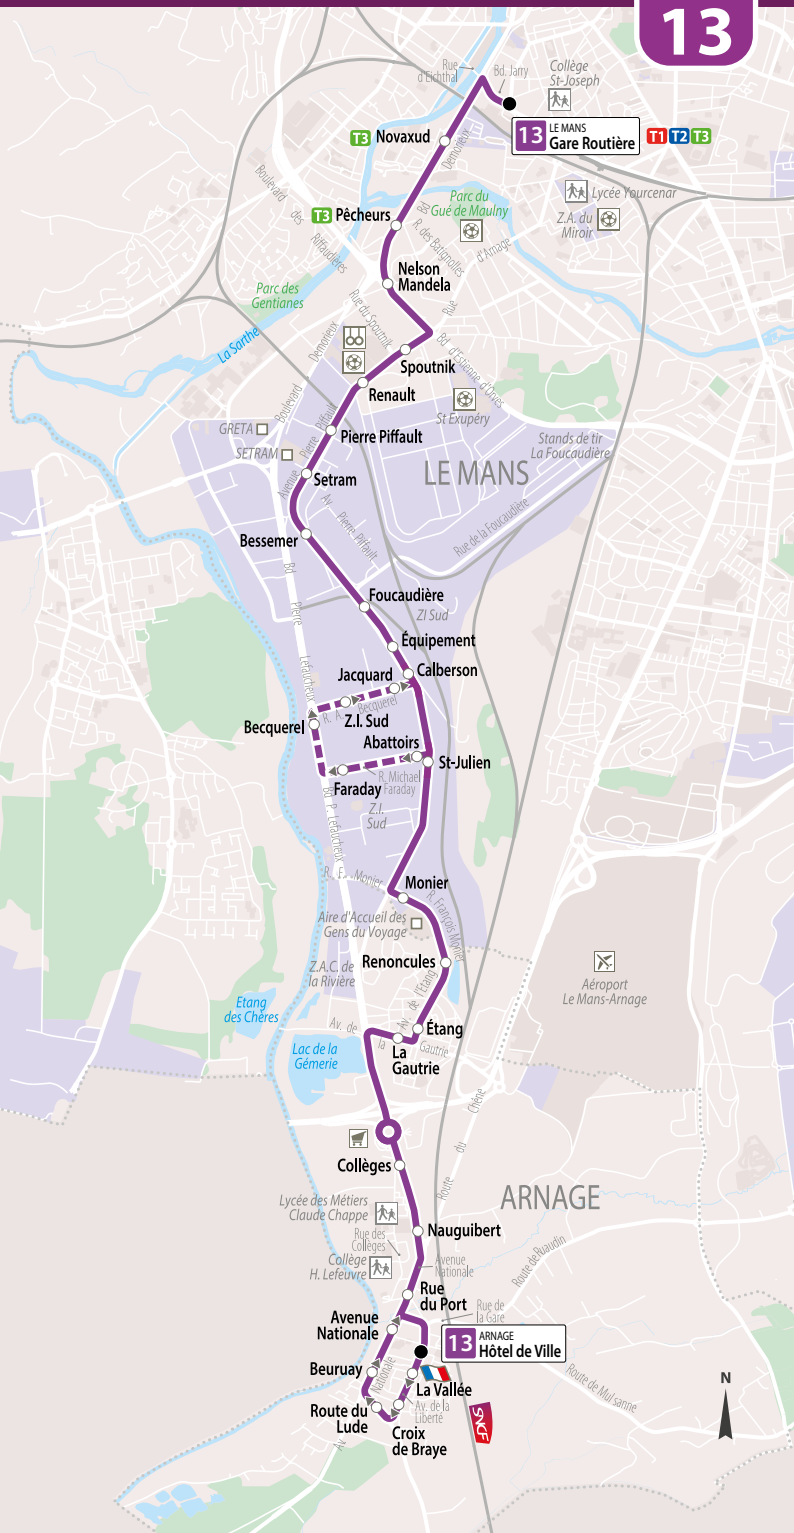 13
Rue
d'Eichthal
Bd. Jarry
Collège
St-Joseph
13 LE MANS
Gare Routière
T1 T2 T3
T3 Novaxud
Demorieux
Lycée Yourcenar
Parc du
Gué de Maulny
Z.A. du
Miroir
T3 Pêcheurs
Bd
R. des Batignolles
d'Arnage
Rue
Boulevard
des
Riffaudières
Nelson
Mandela
Parc des
Gentianes
Rue du Spoutnik
La Sarthe
Demorieux
Boulevard
Bd d'Estienne d'Orves
Spoutnik
Renault
St Exupéry
GRETA
SETRAM
Avenue Pierre Piffault
Pierre Piffault
Stands de tir
La Foucaudière
LE MANS
Setram
Av
Pierre Piffault
Rue de la Foucaudière
Bessemer
Bd
Pierre
Lefaucheux
Foucaudière
ZI Sud
Équipement
Calberson
Jacquard
R. A. Becquerel
Z.I. Sud
Becquerel
Abattoirs
St-Julien
R. Michael
Faraday
Faraday
Z.I.
Sud
Bd P. Lefaucheux
R. F. Monier
Monier
R. François Monier
Aire d'Accueil des
Gens du Voyage
Renoncules
Z.A.C. de
la Rivière
Aéroport
Le Mans-Arnage
Etang
des Chères
Av. de l'Etang
Étang
Av. de
la
Gautrie
La
Gautrie
Lac de la
Gémerie
Route du Chêne
Collèges
ARNAGE
Lycée des Métiers
Claude Chappe
Nauguibert
Rue des
Collèges
Collège
H. Lefeuvre
Avenue
Nationale
Route de Ruaudin
Rue
du Port
Rue de
la Gare
Avenue
Nationale
13 ARNAGE
Hôtel de Ville
Beuruay
Nationale
La Vallée
Route de Mulsanne
N
Av. de la
Liberté
Route du
Lude
Croix
de Braye
SNCF
Av